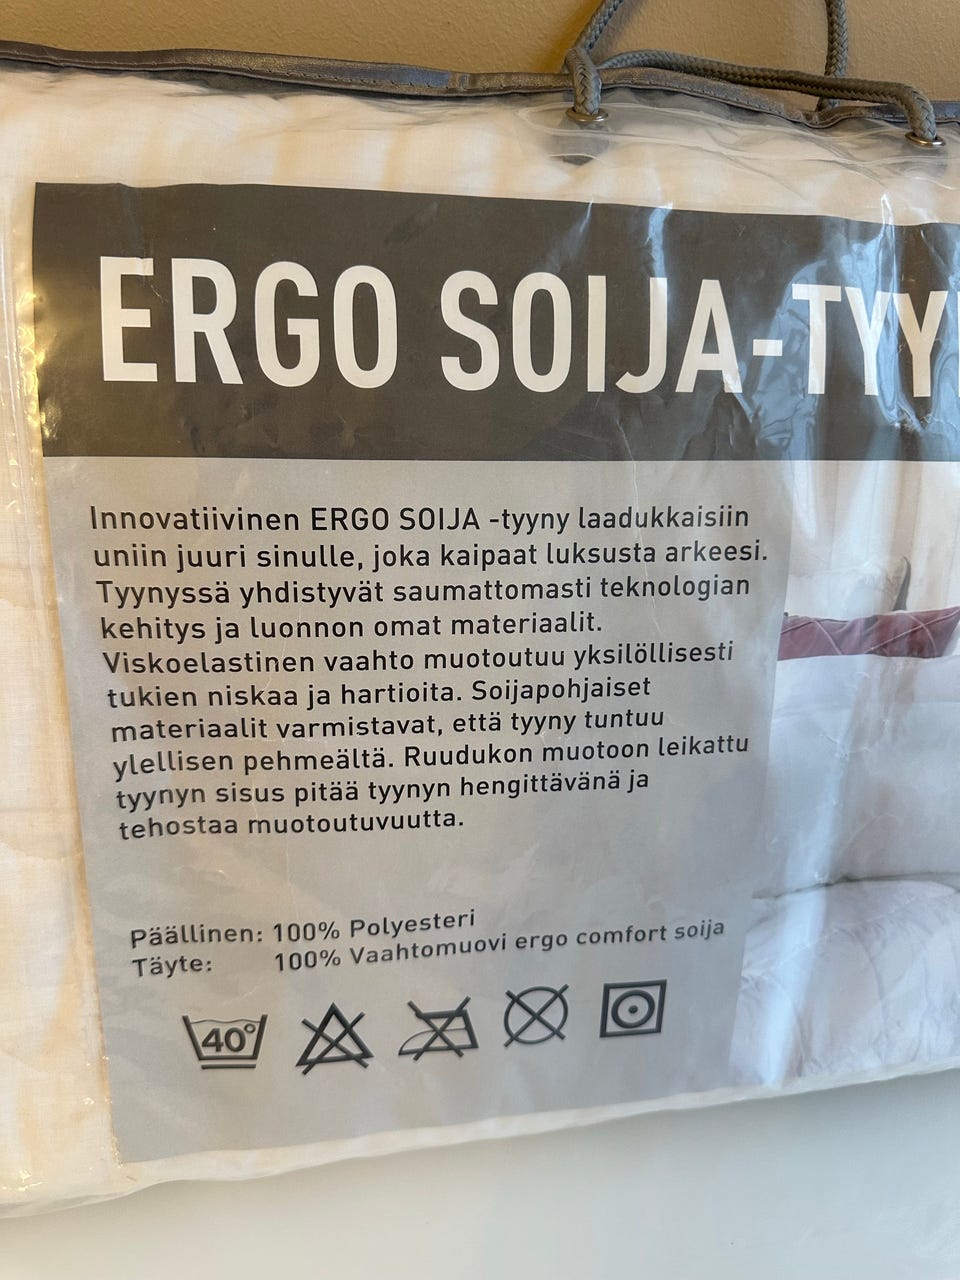 ERGO SOIJA-TYY
Innovatiivinen ERGO SOIJA -tyyny laadukkaisiin
uniin juuri sinulle, joka kaipaat luksusta arkeesi.
Tyynyssä yhdistyvät saumattomasti teknologian
kehitys ja luonnon omat materiaalit.
Viskoelastinen vaahto muotoutuu yksilöllisesti
tukien niskaa ja hartioita. Soijapohjaiset
materiaalit varmistavat, että tyyny tuntuu
ylellisen pehmeältä. Ruudukon muotoon leikattu
tyynyn sisus pitää tyynyn hengittävänä ja
tehostaa muotoutuvuutta.
Päällinen: 100% Polyesteri
Täyte: 100% Vaahtomuovi ergo comfort soija
40°